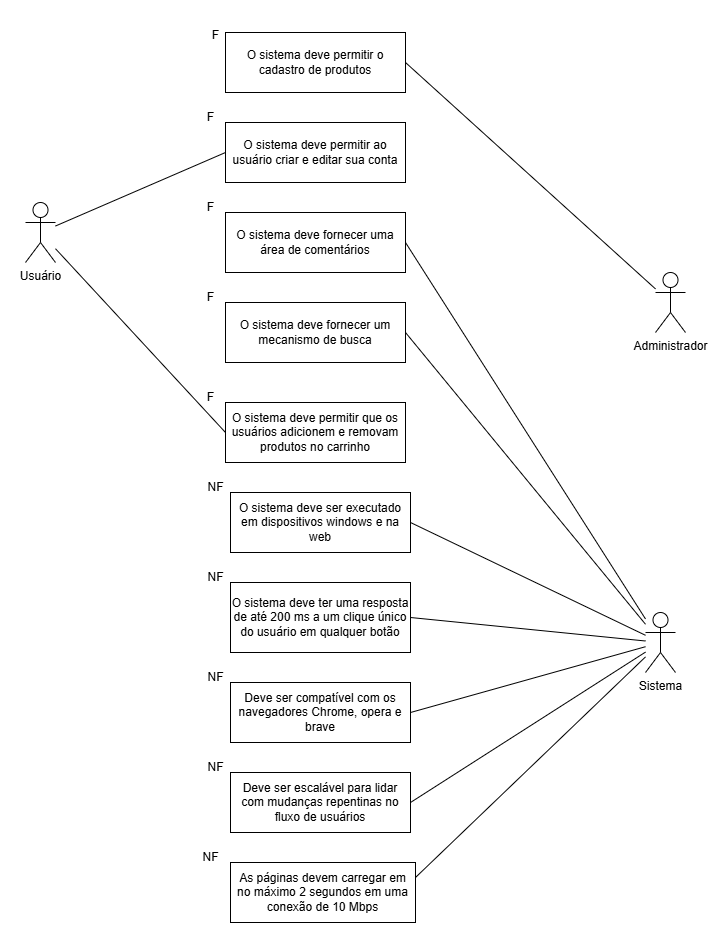 F
O sistema deve permitir o
cadastro de produtos
F
O sistema deve permitir ao
usuário criar e editar sua conta
F
O sistema deve fornecer uma
área de comentários
Usuário
F
O sistema deve fornecer um
mecanismo de busca
Administrador
F
O sistema deve permitir que os
usuários adicionem e removam
produtos no carrinho
NF
O sistema deve ser executado
em dispositivos windows e na
web
NF
O sistema deve ter uma resposta
de até 200 ms a um clique único
do usuário em qualquer botão
Sistema
NF
Deve ser compatível com os
navegadores Chrome, opera e
brave
NF
Deve ser escalável para lidar
com mudanças repentinas no
fluxo de usuários
NF
As páginas devem carregar em
no máximo 2 segundos em uma
conexão de 10 Mbps